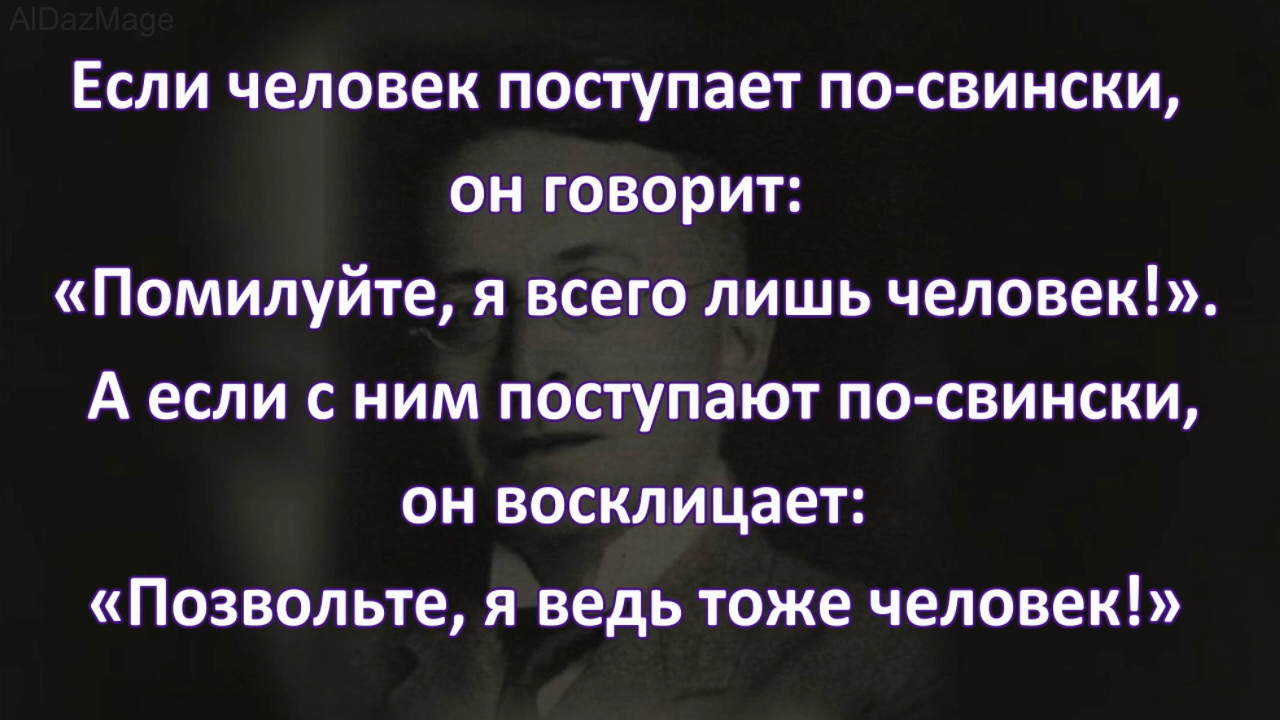 AlDazMage
Если человек поступает по-свински,
он говорит:
«Помилуйте, я всего лишь человек!».
А если с ним поступают по-свински,
он восклицает:
«Позвольте, я ведь тоже человек!»